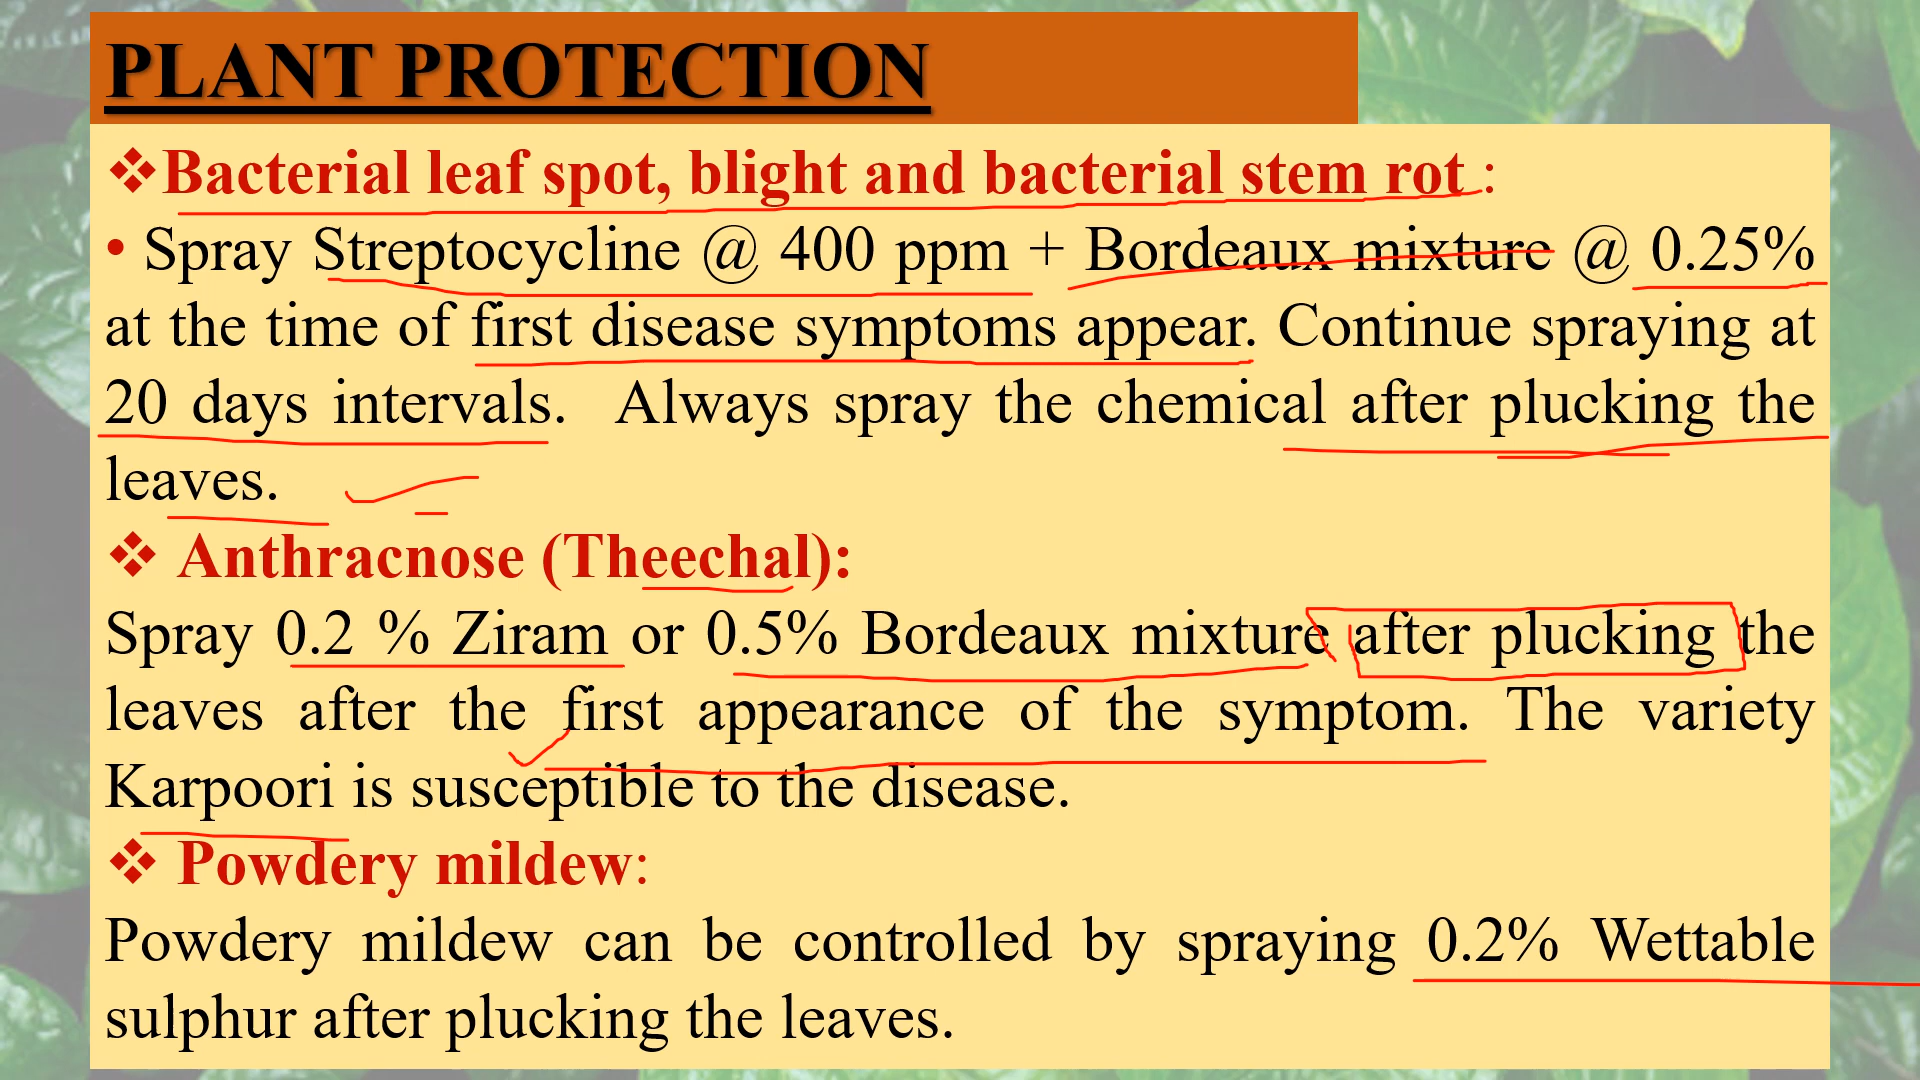 PLANT PROTECTION
❖Bacterial leaf spot, blight and bacterial stem rot :
• Spray Streptocycline @ 400 ppm + Bordeaux mixture @ 0.25%
at the time of first disease symptoms appear. Continue spraying at
20 days intervals. Always spray the chemical after plucking the
leaves.
❖ Anthracnose (Theechal):
Spray 0.2 % Ziram or 0.5% Bordeaux mixture after plucking the
leaves after the first appearance of the symptom. The variety
Karpoori is susceptible to the disease.
❖ Powdery mildew:
Powdery mildew can be controlled by spraying 0.2% Wettable
sulphur after plucking the leaves.